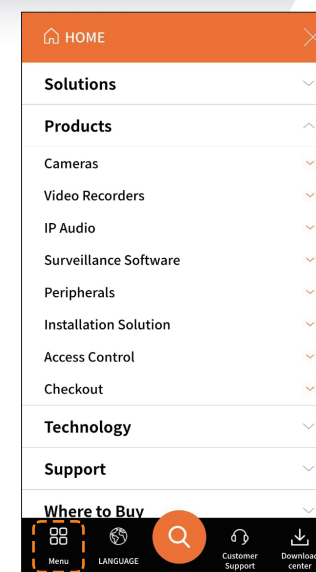 HOME
Solutions
Products
Cameras
Video Recorders
IP Audio
Surveillance Software
Peripherals
Installation Solution
Access Control
Checkout
Technology
Support
Where to Buy
Menu
LANGUAGE
Customer
Support
Download
center